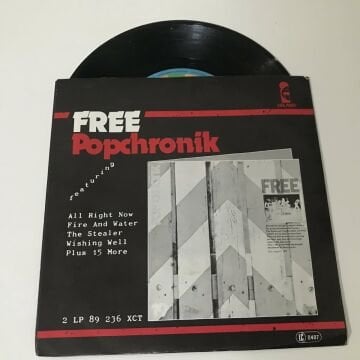 ISLAND
FREE
Popchronik
featuring
All Right Now
Fire And Water
The Stealer
Wishing Well
Plus 15 More
FREE
2 LP 89 236 XCT